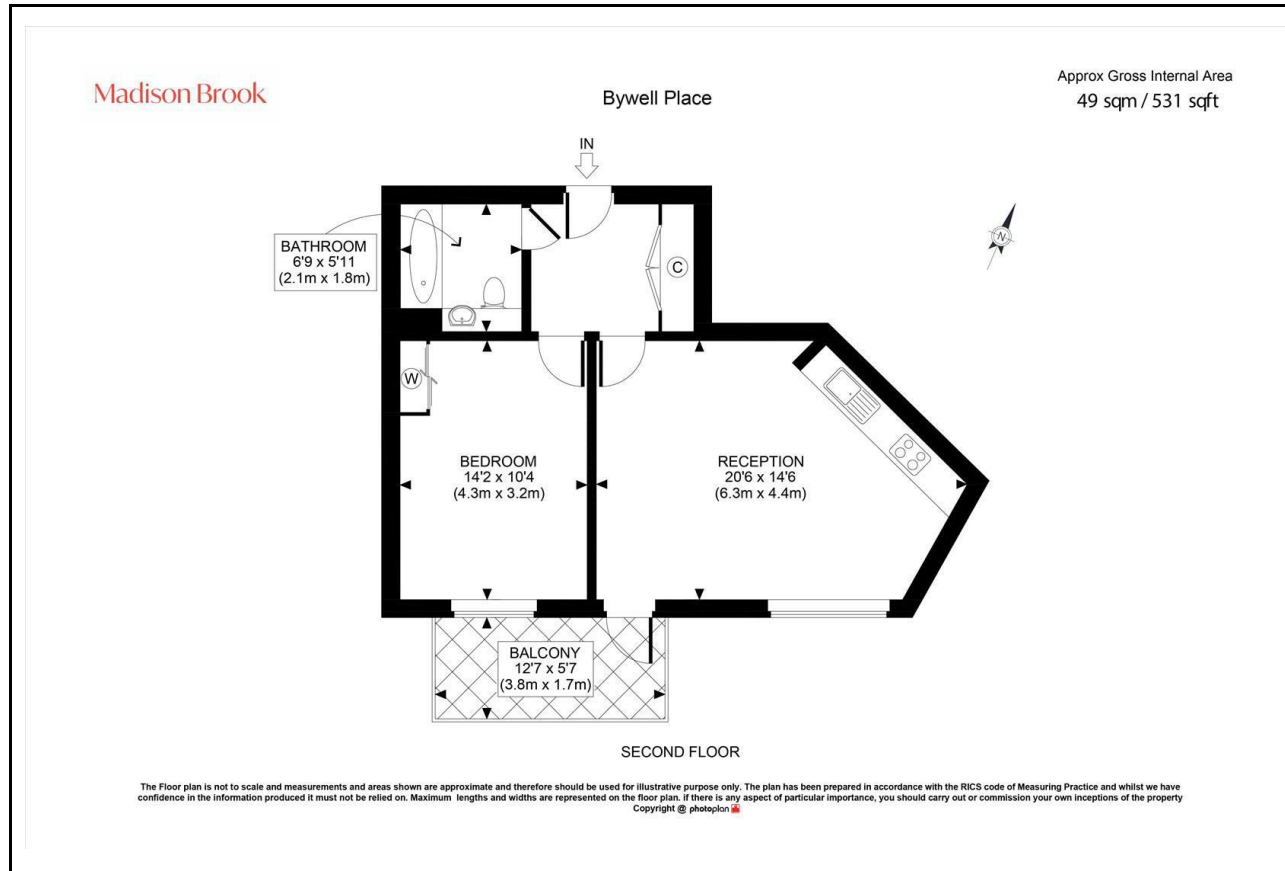 Madison Brook
Bywell Place
Approx Gross Internal Area
49 sqm / 531 sqft
IN
N
BATHROOM
6'9 x 5'11
(2.1m x 1.8m)
C
W
BEDROOM
14'2 x 10'4
(4.3m x 3.2m)
RECEPTION
20'6 x 14'6
(6.3m x 4.4m)
BALCONY
12'7 x 5'7
(3.8m x 1.7m)
SECOND FLOOR
The Floor plan is not to scale and measurements and areas shown are approximate and therefore should be used for illustrative purpose only. The plan has been prepared in accordance with the RICS code of Measuring Practice and whilst we have
confidence in the information produced it must not be relied on. Maximum lengths and widths are represented on the floor plan. if there is any aspect of particular importance, you should carry out or commission your own inceptions of the property
Copyright @ photoplan